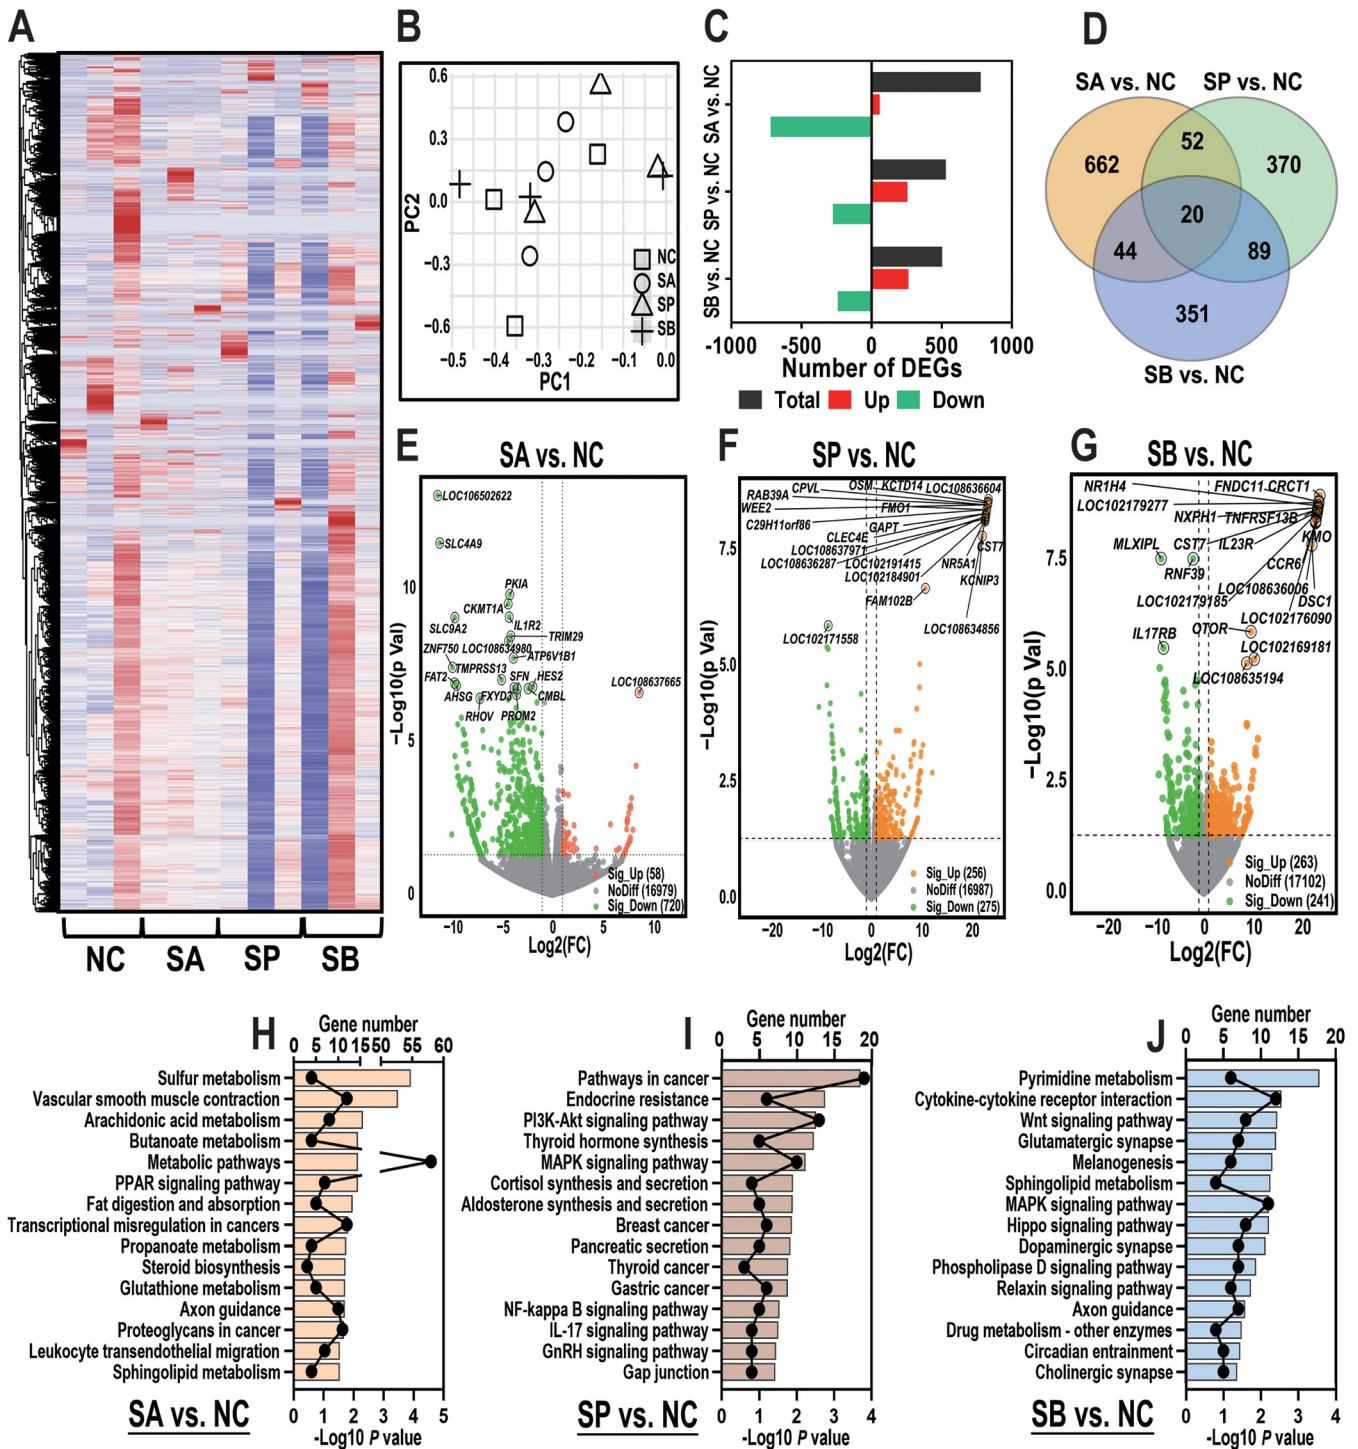 A
NC
SA
SP
SB
B
0.6
0.3
0.0
−0.3
−0.6
PC2
−0.5
−0.4
−0.3
−0.2
−0.1
0.0
PC1
NC
SA
SP
SB
C
SA vs. NC
SP vs. NC
SB vs. NC
-1000
-500
0
500
1000
Number of DEGs
Total
Up
Down
D
SA vs. NC
SP vs. NC
662
52
370
20
44
89
351
SB vs. NC
E
SA vs. NC
LOC106502622
SLC4A9
PKIA
CKMT1A
SLC9A2
IL1R2
TRIM29
ZNF750
LOC108634980
ATP6V1B1
TMPRSS13
FAT2
SFN
HES2
LOC108637665
AHSG
FXYD3
CMBL
RHOV
PROM2
10
5
0
−Log10(p Val)
Sig_Up (58)
NoDiff (16979)
Sig_Down (720)
−10
−5
0
5
10
Log2(FC)
F
SP vs. NC
OSM
KCTD14
LOC108636604
CPVL
RAB39A
WEE2
FMO1
C29H11orf86
GAPT
CLEC4E
CST7
LOC108637971
LOC108636287
LOC102191415
NR5A1
LOC102184901
KCNIP3
FAM102B
LOC108634856
LOC102171558
7.5
5.0
2.5
0.0
−Log10(p Val)
Sig_Up (256)
NoDiff (16987)
Sig_Down (275)
−20
−10
0
10
20
Log2(FC)
G
SB vs. NC
NR1H4
FNDC11
CRCT1
LOC102179277
NXPH1
TNFRSF13B
KMO
MLXIPL
CST7
IL23R
CCR6
RNF39
LOC108636006
LOC102179185
DSC1
LOC102176090
IL17RB
OTOR
LOC102169181
LOC108635194
7.5
5.0
2.5
0.0
−Log10(p Val)
Sig_Up (263)
NoDiff (17102)
Sig_Down (241)
−20
−10
0
10
20
Log2(FC)
H
Gene number
0 5 10 15 50 55 60
Sulfur metabolism
Vascular smooth muscle contraction
Arachidonic acid metabolism
Butanoate metabolism
Metabolic pathways
PPAR signaling pathway
Fat digestion and absorption
Transcriptional misregulation in cancers
Propanoate metabolism
Steroid biosynthesis
Glutathione metabolism
Axon guidance
Proteoglycans in cancer
Leukocyte transendothelial migration
Sphingolipid metabolism
0 1 2 3 4 5
-Log10 P value
SA vs. NC
I
Gene number
0 5 10 15 20
Pathways in cancer
Endocrine resistance
PI3K-Akt signaling pathway
Thyroid hormone synthesis
MAPK signaling pathway
Cortisol synthesis and secretion
Aldosterone synthesis and secretion
Breast cancer
Pancreatic secretion
Thyroid cancer
Gastric cancer
NF-kappa B signaling pathway
IL-17 signaling pathway
GnRH signaling pathway
Gap junction
0 1 2 3 4
-Log10 P value
SP vs. NC
J
Gene number
0 5 10 15 20
Pyrimidine metabolism
Cytokine-cytokine receptor interaction
Wnt signaling pathway
Glutamatergic synapse
Melanogenesis
Sphingolipid metabolism
MAPK signaling pathway
Hippo signaling pathway
Dopaminergic synapse
Phospholipase D signaling pathway
Relaxin signaling pathway
Axon guidance
Drug metabolism - other enzymes
Circadian entrainment
Cholinergic synapse
0 1 2 3 4
-Log10 P value
SB vs. NC